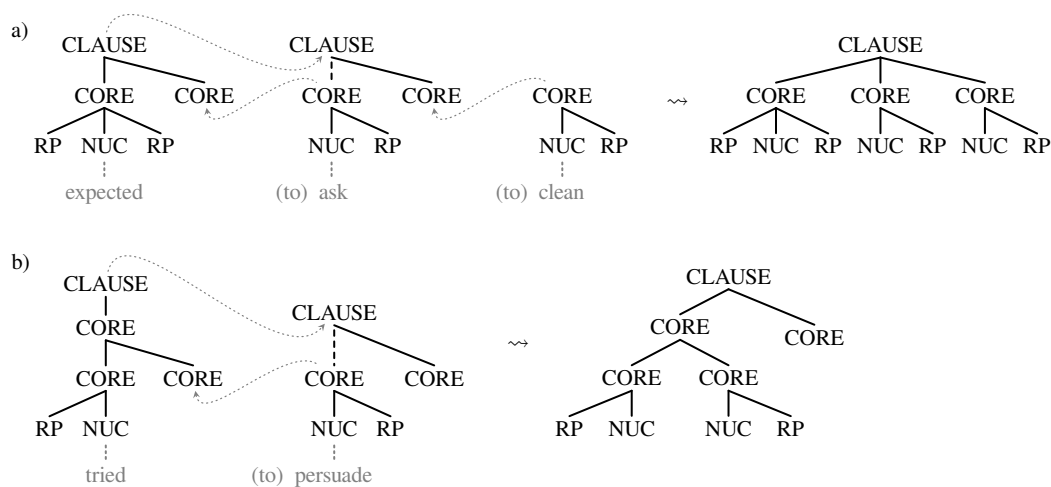 a)
CLAUSE CLAUSE CLAUSE
CORE CORE CORE CORE CORE ⇝ CORE CORE CORE
RP NUC RP NUC RP NUC RP RP NUC RP NUC RP NUC RP
expected (to) ask (to) clean
b)
CLAUSE CLAUSE
CLAUSE
CORE ⇝ CORE CORE
CORE CORE CORE CORE CORE CORE
RP NUC NUC RP RP NUC NUC RP
tried (to) persuade